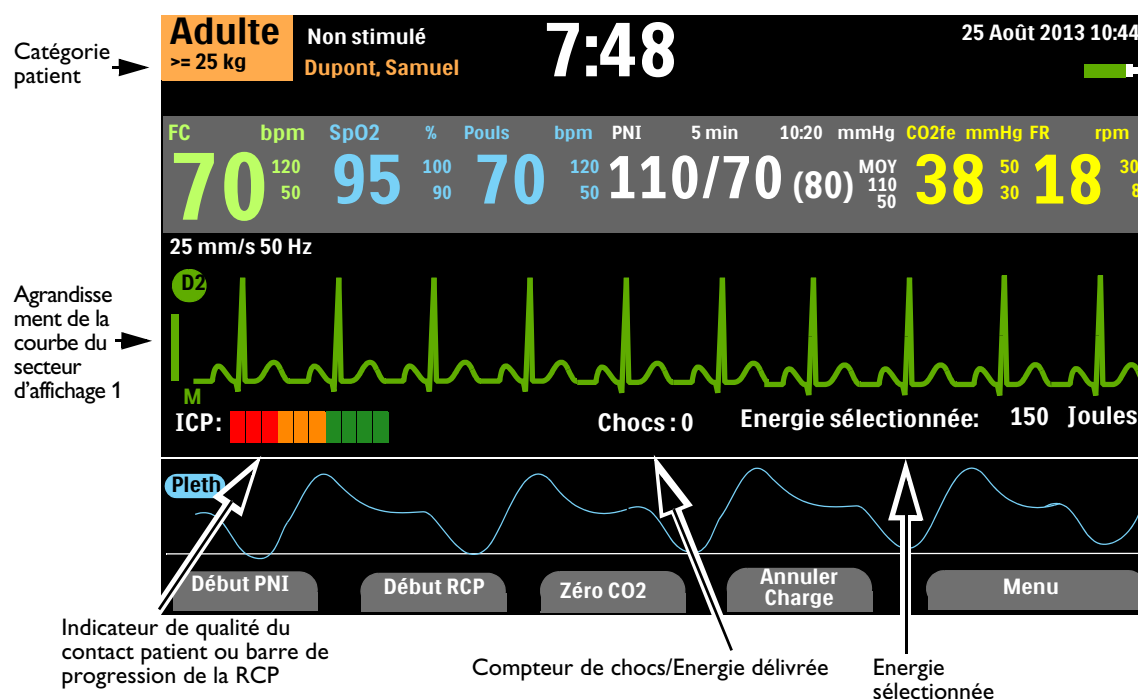 Catégorie
patient
Adulte
>= 25 kg
Non stimulé
Dupont, Samuel
7:48
25 Août 2013 10:44
FC bpm
70
120
50
SpO2 %
95
100
90
Pouls bpm
70
120
50
PNI 5 min 10:20 mmHg
110/70 (80)
MOY
110
50
CO2fe mmHg
38
50
30
FR rpm
18
30
8
25 mm/s 50 Hz
D2
M
Agrandisse
ment de la
courbe du
secteur
d'affichage 1
ICP:
Chocs : 0
Energie sélectionnée: 150 Joules
Pleth
Début PNI
Début RCP
Zéro CO2
Annuler
Charge
Menu
Indicateur de qualité du
contact patient ou barre de
progression de la RCP
Compteur de chocs/Energie délivrée
Energie
sélectionnée